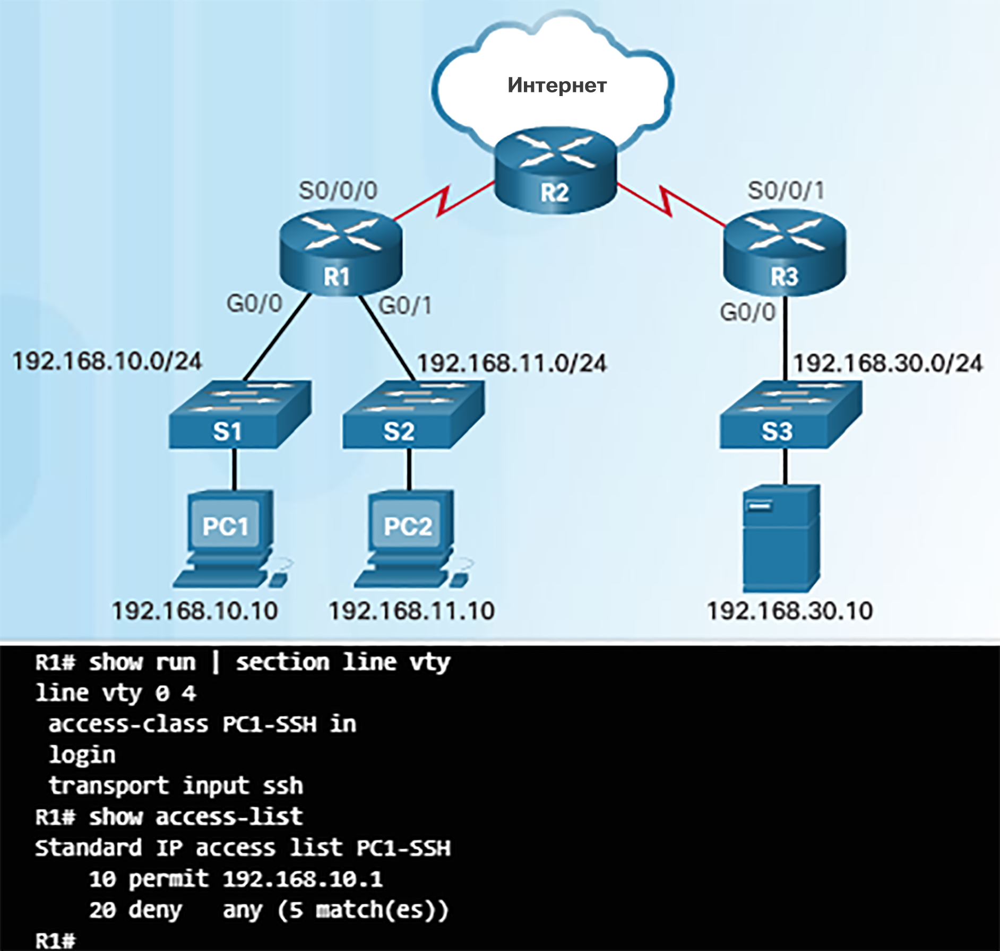 Интернет
R2
S0/0/0
S0/0/1
R1
R3
G0/0
G0/1
G0/0
192.168.10.0/24
192.168.11.0/24
192.168.30.0/24
S1
S2
S3
PC1
PC2
192.168.10.10
192.168.11.10
192.168.30.10
R1# show run | section line vty
line vty 0 4
access-class PC1-SSH in
login
transport input ssh
R1# show access-list
Standard IP access list PC1-SSH
10 permit 192.168.10.1
20 deny any (5 match(es))
R1#